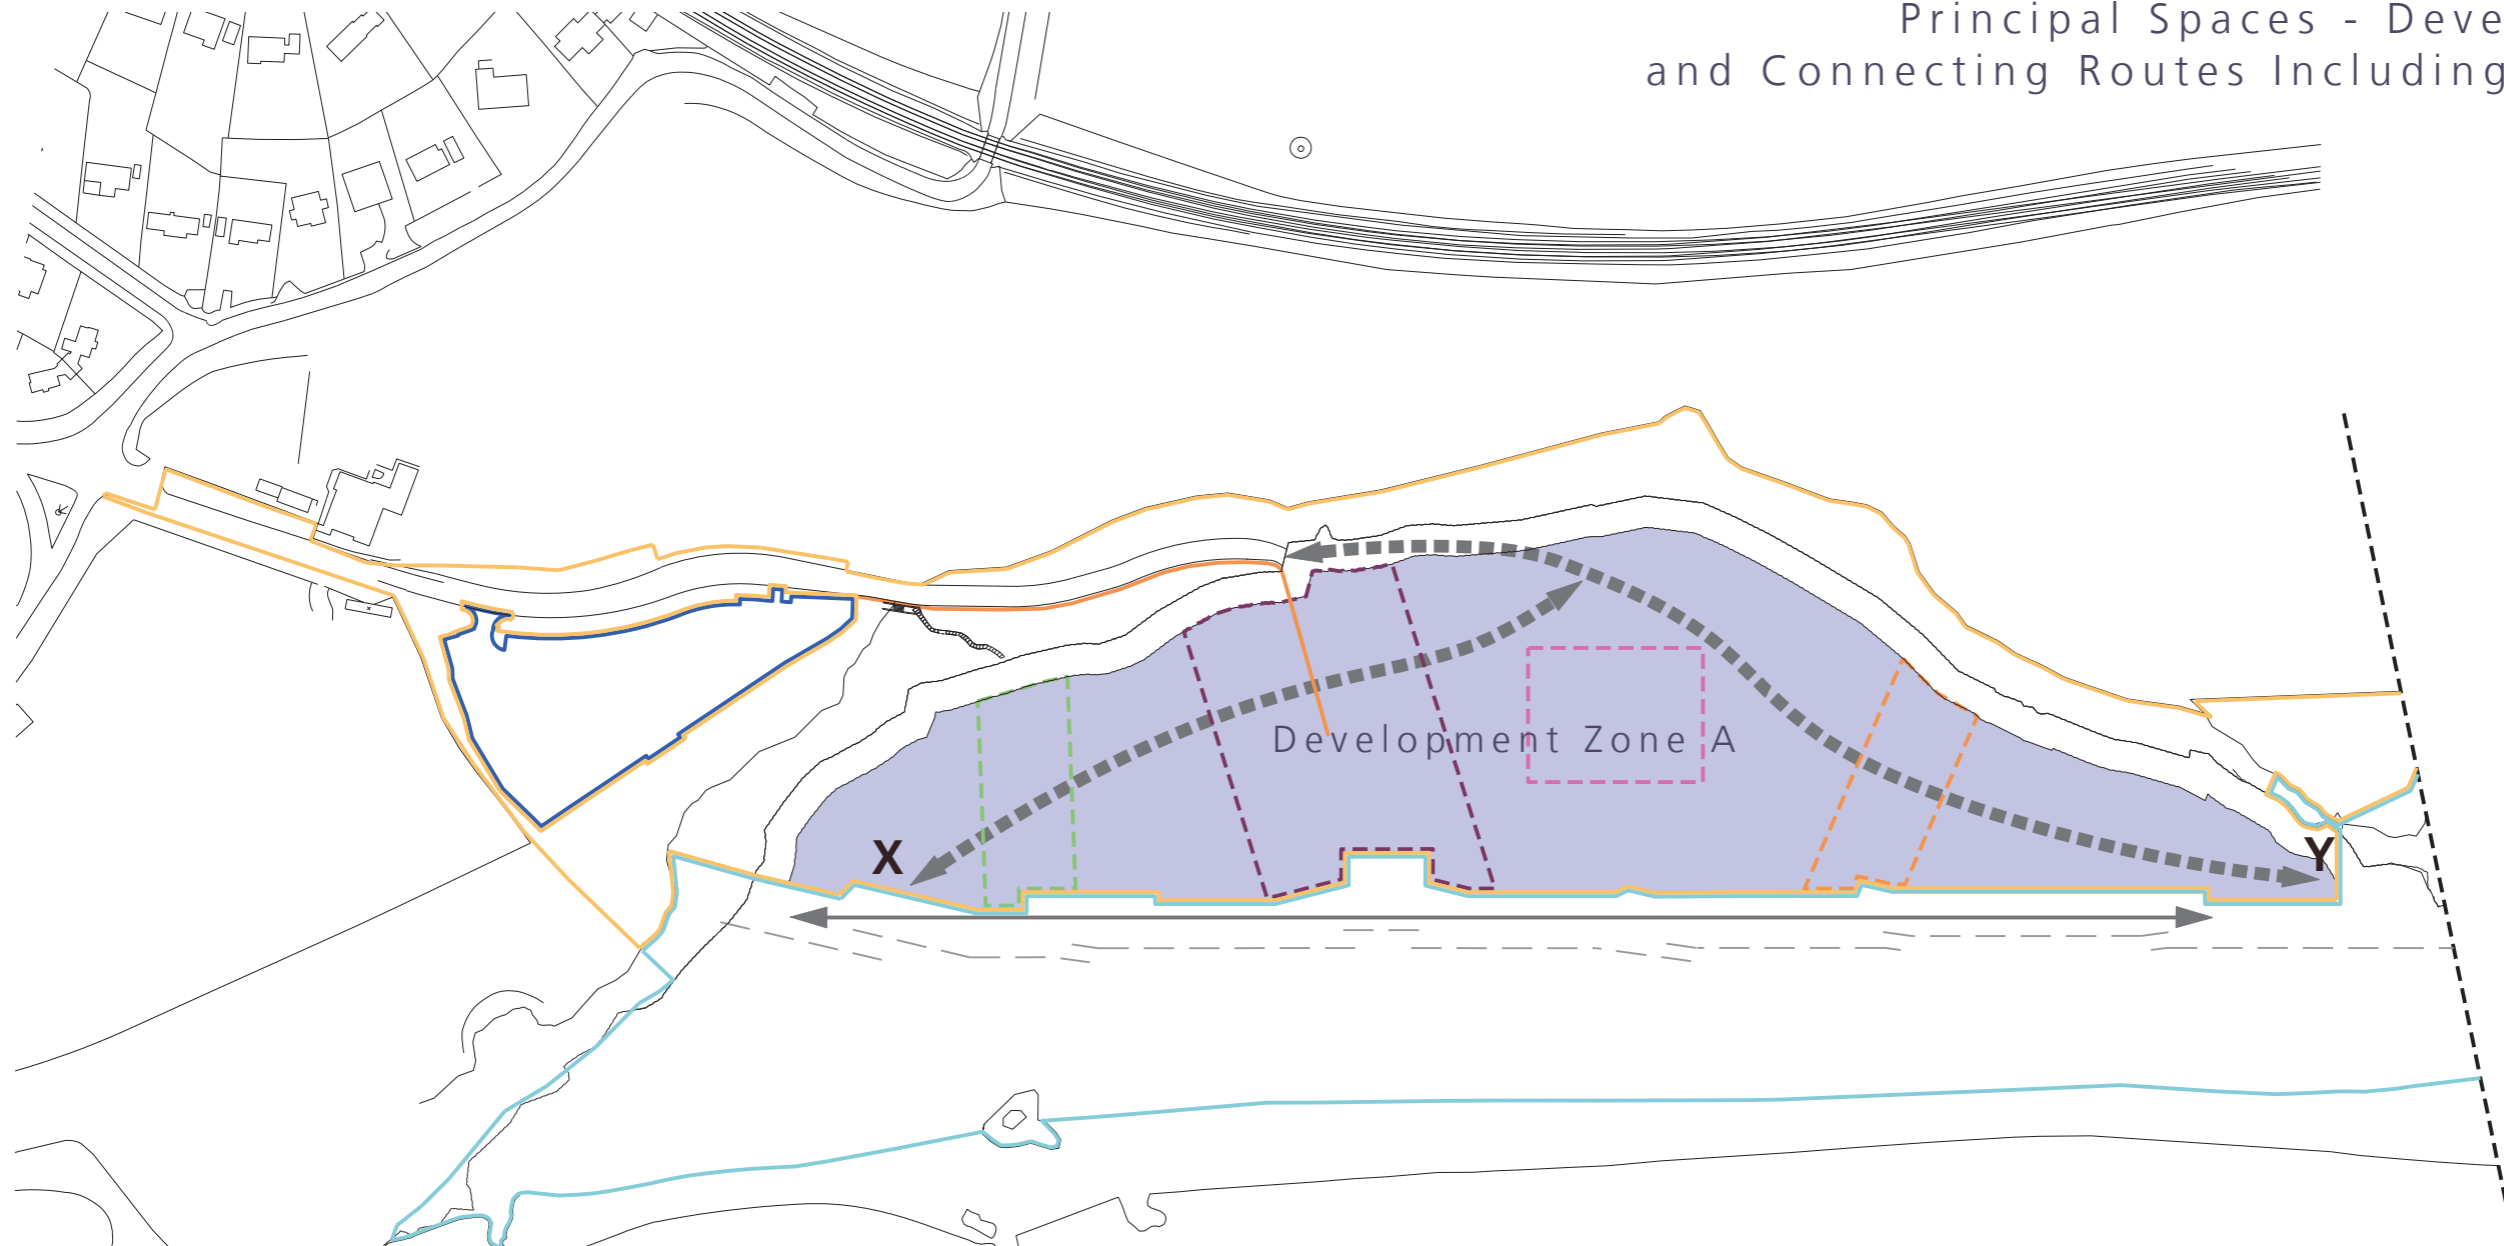 Principal Spaces - Deve
and Connecting Routes Including
Development Zone A
X
Y